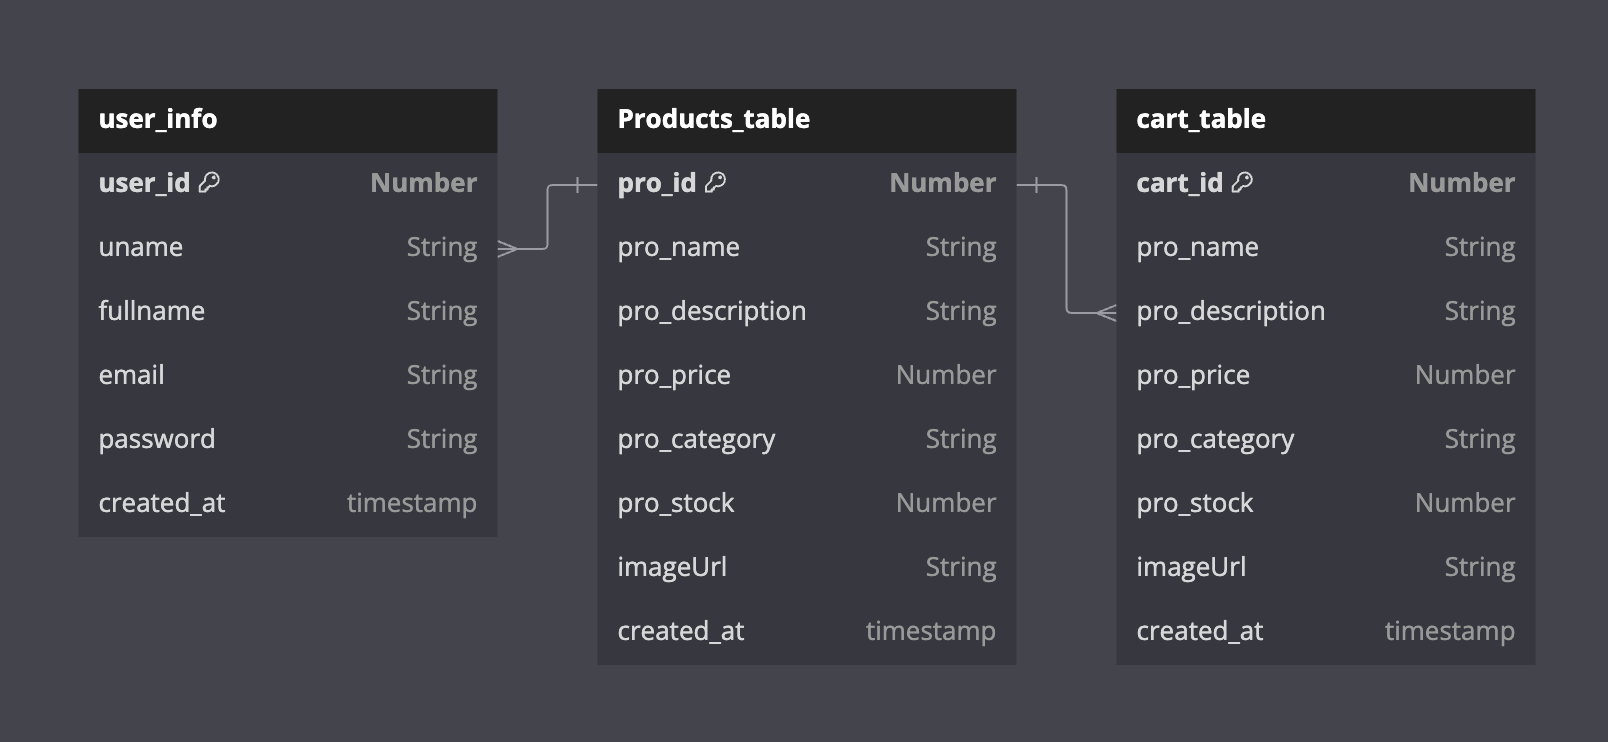 user_info
user_id Number
uname String
fullname String
email String
password String
created_at timestamp
Products_table
pro_id Number
pro_name String
pro_description String
pro_price Number
pro_category String
pro_stock Number
imageUrl String
created_at timestamp
cart_table
cart_id Number
pro_name String
pro_description String
pro_price Number
pro_category String
pro_stock Number
imageUrl String
created_at timestamp